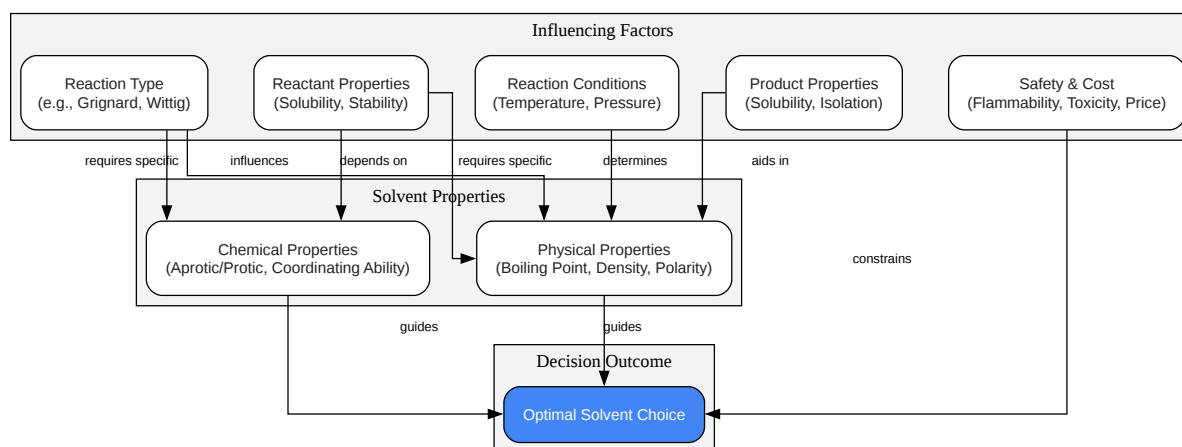 Influencing Factors
Reaction Type
(e.g., Grignard, Wittig)
Reactant Properties
(Solubility, Stability)
Reaction Conditions
(Temperature, Pressure)
Product Properties
(Solubility, Isolation)
Safety & Cost
(Flammability, Toxicity, Price)
requires specific
influences
depends on
requires specific
determines
aids in
Solvent Properties
Chemical Properties
(Aprotic/Protic, Coordinating Ability)
Physical Properties
(Boiling Point, Density, Polarity)
constrains
guides
guides
Decision Outcome
Optimal Solvent Choice